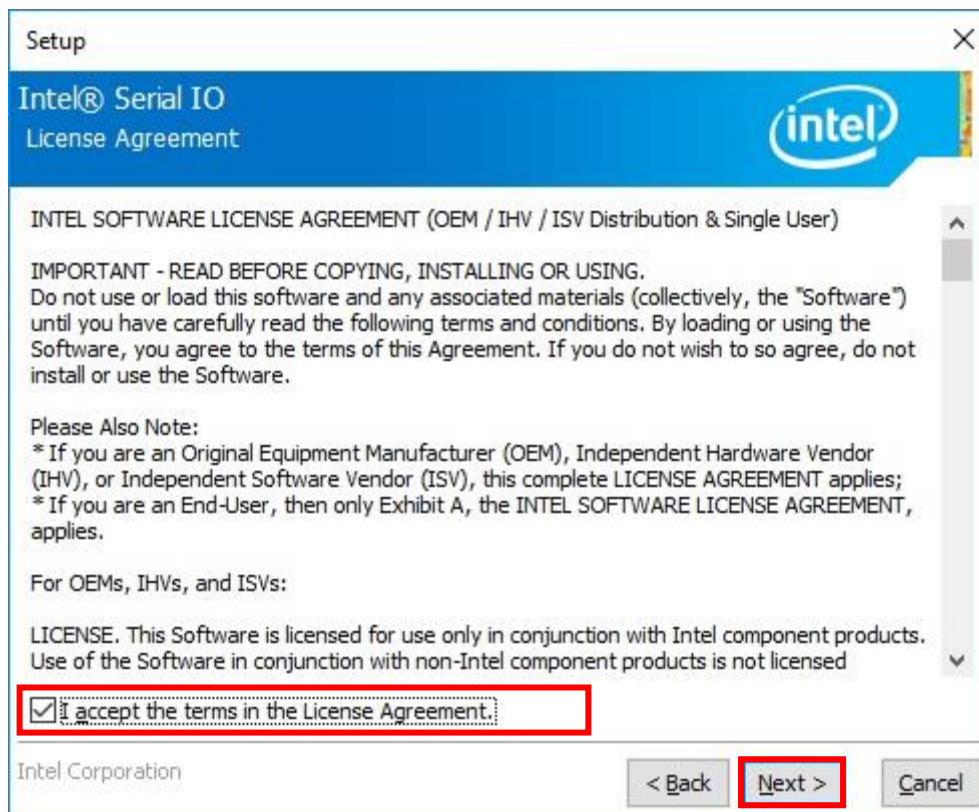 Setup
Intel® Serial IO
License Agreement
intel
INTEL SOFTWARE LICENSE AGREEMENT (OEM / IHV / ISV Distribution & Single User)
IMPORTANT - READ BEFORE COPYING, INSTALLING OR USING.
Do not use or load this software and any associated materials (collectively, the "Software")
until you have carefully read the following terms and conditions. By loading or using the
Software, you agree to the terms of this Agreement. If you do not wish to so agree, do not
install or use the Software.
Please Also Note:
* If you are an Original Equipment Manufacturer (OEM), Independent Hardware Vendor
(IHV), or Independent Software Vendor (ISV), this complete LICENSE AGREEMENT applies;
* If you are an End-User, then only Exhibit A, the INTEL SOFTWARE LICENSE AGREEMENT,
applies.
For OEMs, IHVs, and ISVs:
LICENSE. This Software is licensed for use only in conjunction with Intel component products.
Use of the Software in conjunction with non-Intel component products is not licensed
I accept the terms in the License Agreement.
Intel Corporation
< Back
Next >
Cancel